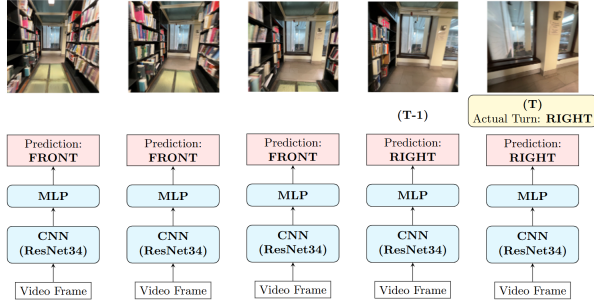 (T-1)
(T)
Actual Turn: RIGHT
Prediction:
FRONT
Prediction:
FRONT
Prediction:
FRONT
Prediction:
RIGHT
Prediction:
RIGHT
MLP
MLP
MLP
MLP
MLP
CNN
(ResNet34)
CNN
(ResNet34)
CNN
(ResNet34)
CNN
(ResNet34)
CNN
(ResNet34)
Video Frame
Video Frame
Video Frame
Video Frame
Video Frame